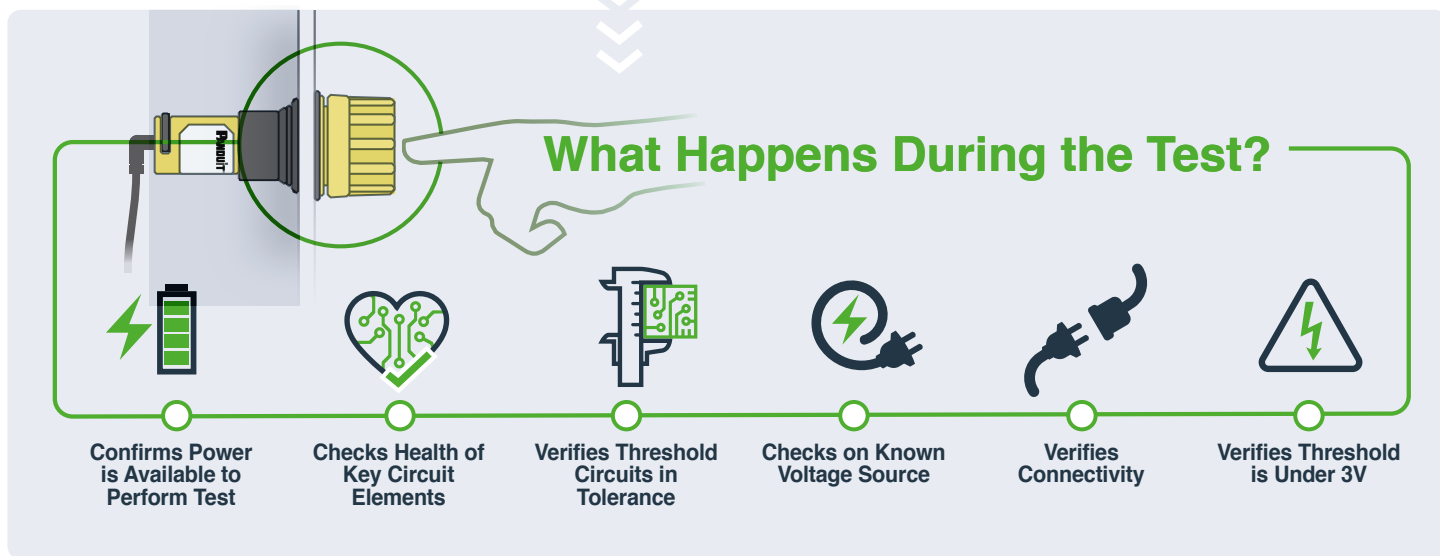 PANDUIT
What Happens During the Test?
Confirms Power
is Available to
Perform Test
Checks Health of
Key Circuit
Elements
Verifies Threshold
Circuits in
Tolerance
Checks on Known
Voltage Source
Verifies
Connectivity
Verifies Threshold
is Under 3V